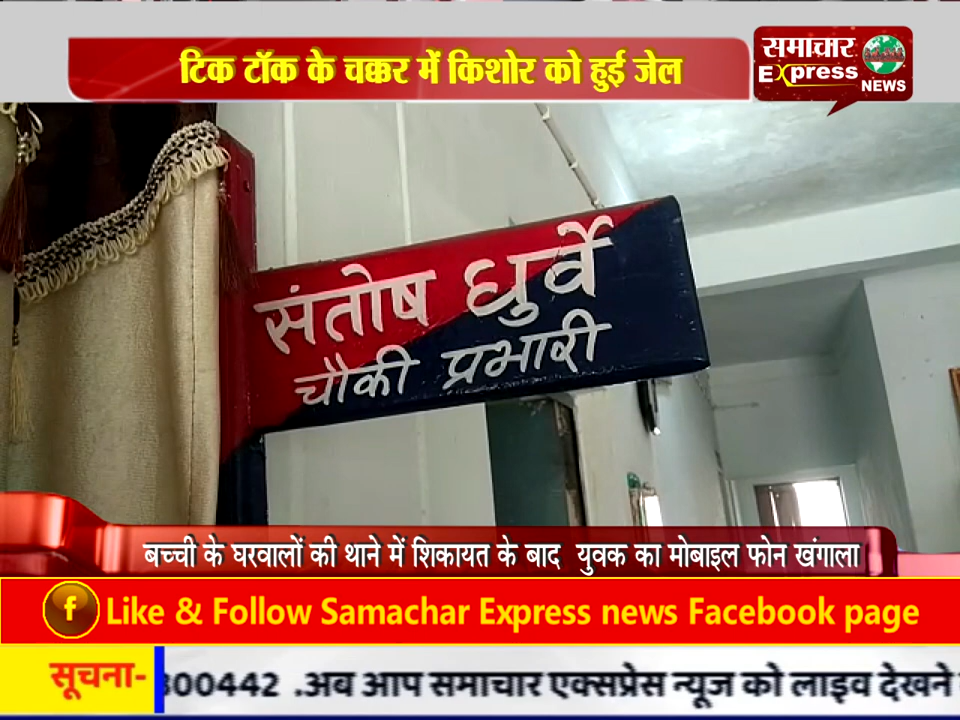 टिक टॉक के चक्कर में किशोर को हुई जेल
समाचार
Express
NEWS
संतोष धुर्वे
चौकी प्रभारी
बच्ची के घरवालों की थाने में शिकायत के बाद युवक का मोबाइल फोन खंगाला
f Like & Follow Samachar Express news Facebook page
सूचना- 300442 .अब आप समाचार एक्सप्रेस न्यूज को लाइव देखने